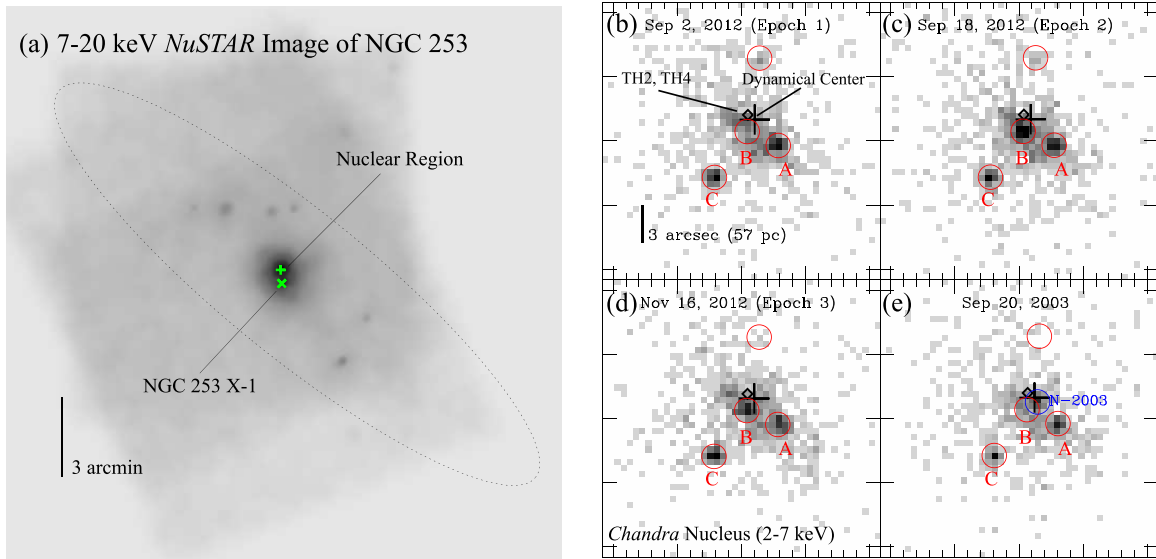 (a) 7-20 keV NuSTAR Image of NGC 253
Nuclear Region
NGC 253 X-1
3 arcmin
(b) Sep 2, 2012 (Epoch 1)
TH2, TH4
Dynamical Center
B
A
C
3 arcsec (57 pc)
(c) Sep 18, 2012 (Epoch 2)
B
A
C
(d) Nov 16, 2012 (Epoch 3)
B
A
C
Chandra Nucleus (2-7 keV)
(e) Sep 20, 2003
N-2003
B
A
C